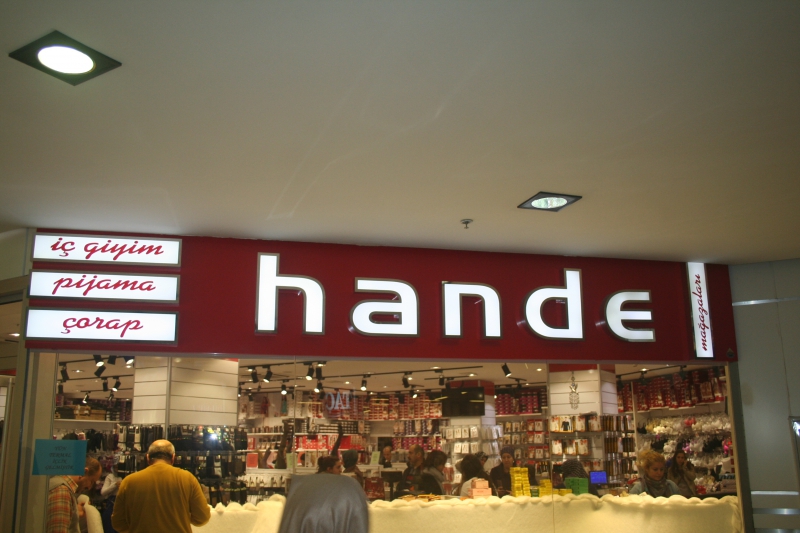 iç giyim
pijama
çorap
hande
mağazaları